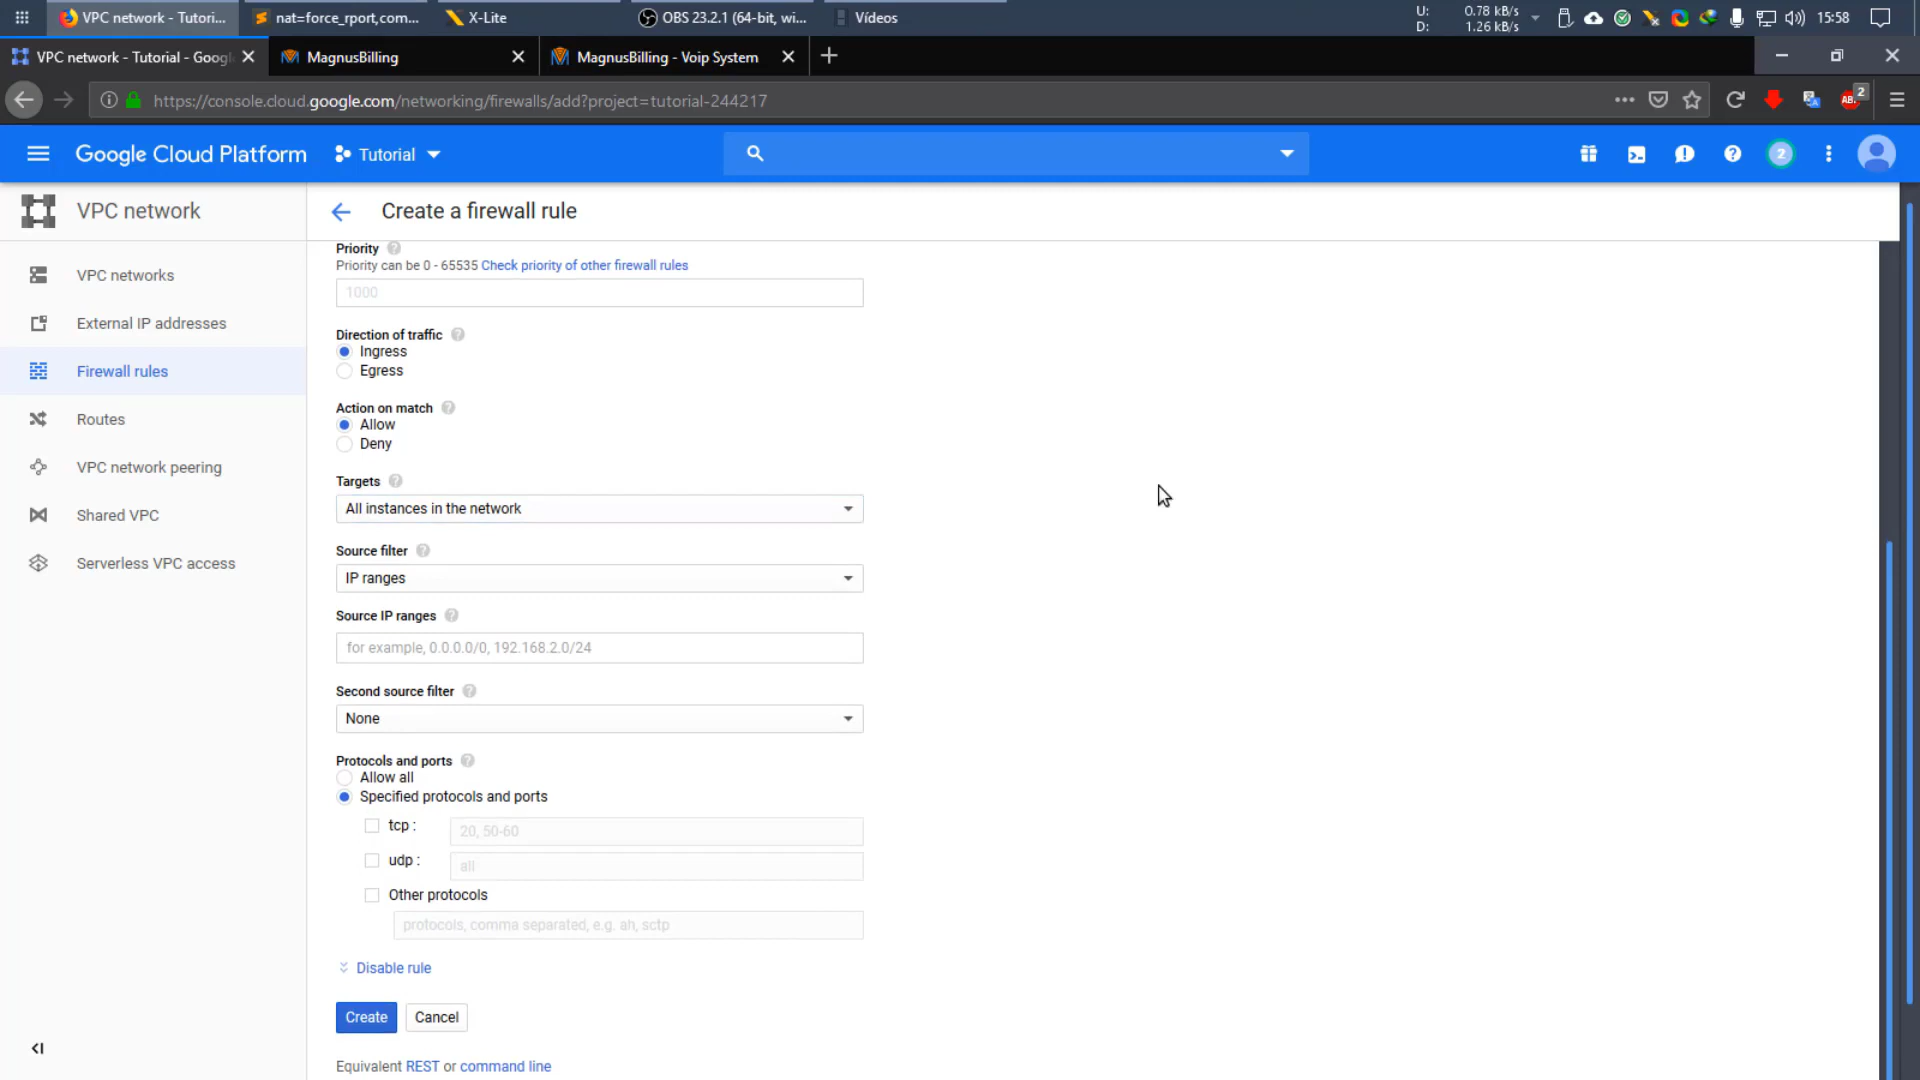 VPC network - Tutori...
nat=force_rport,com...
X-Lite
OBS 23.2.1 (64-bit, wi...
Vídeos
U: 0.78 kB/s
D: 1.26 kB/s
15:58
VPC network - Tutorial - Googl
MagnusBilling
MagnusBilling - Voip System
https://console.cloud.google.com/networking/firewalls/add?project=tutorial-244217
ABP
2
Google Cloud Platform
Tutorial
2
VPC network
Create a firewall rule
VPC networks
External IP addresses
Firewall rules
Routes
VPC network peering
Shared VPC
Serverless VPC access
Priority
Priority can be 0 - 65535 Check priority of other firewall rules
1000
Direction of traffic
Ingress
Egress
Action on match
Allow
Deny
Targets
All instances in the network
Source filter
IP ranges
Source IP ranges
for example, 0.0.0.0/0, 192.168.2.0/24
Second source filter
None
Protocols and ports
Allow all
Specified protocols and ports
tcp : 20, 50-60
udp : all
Other protocols
protocols, comma separated, e.g. ah, sctp
Disable rule
Create
Cancel
Equivalent REST or command line